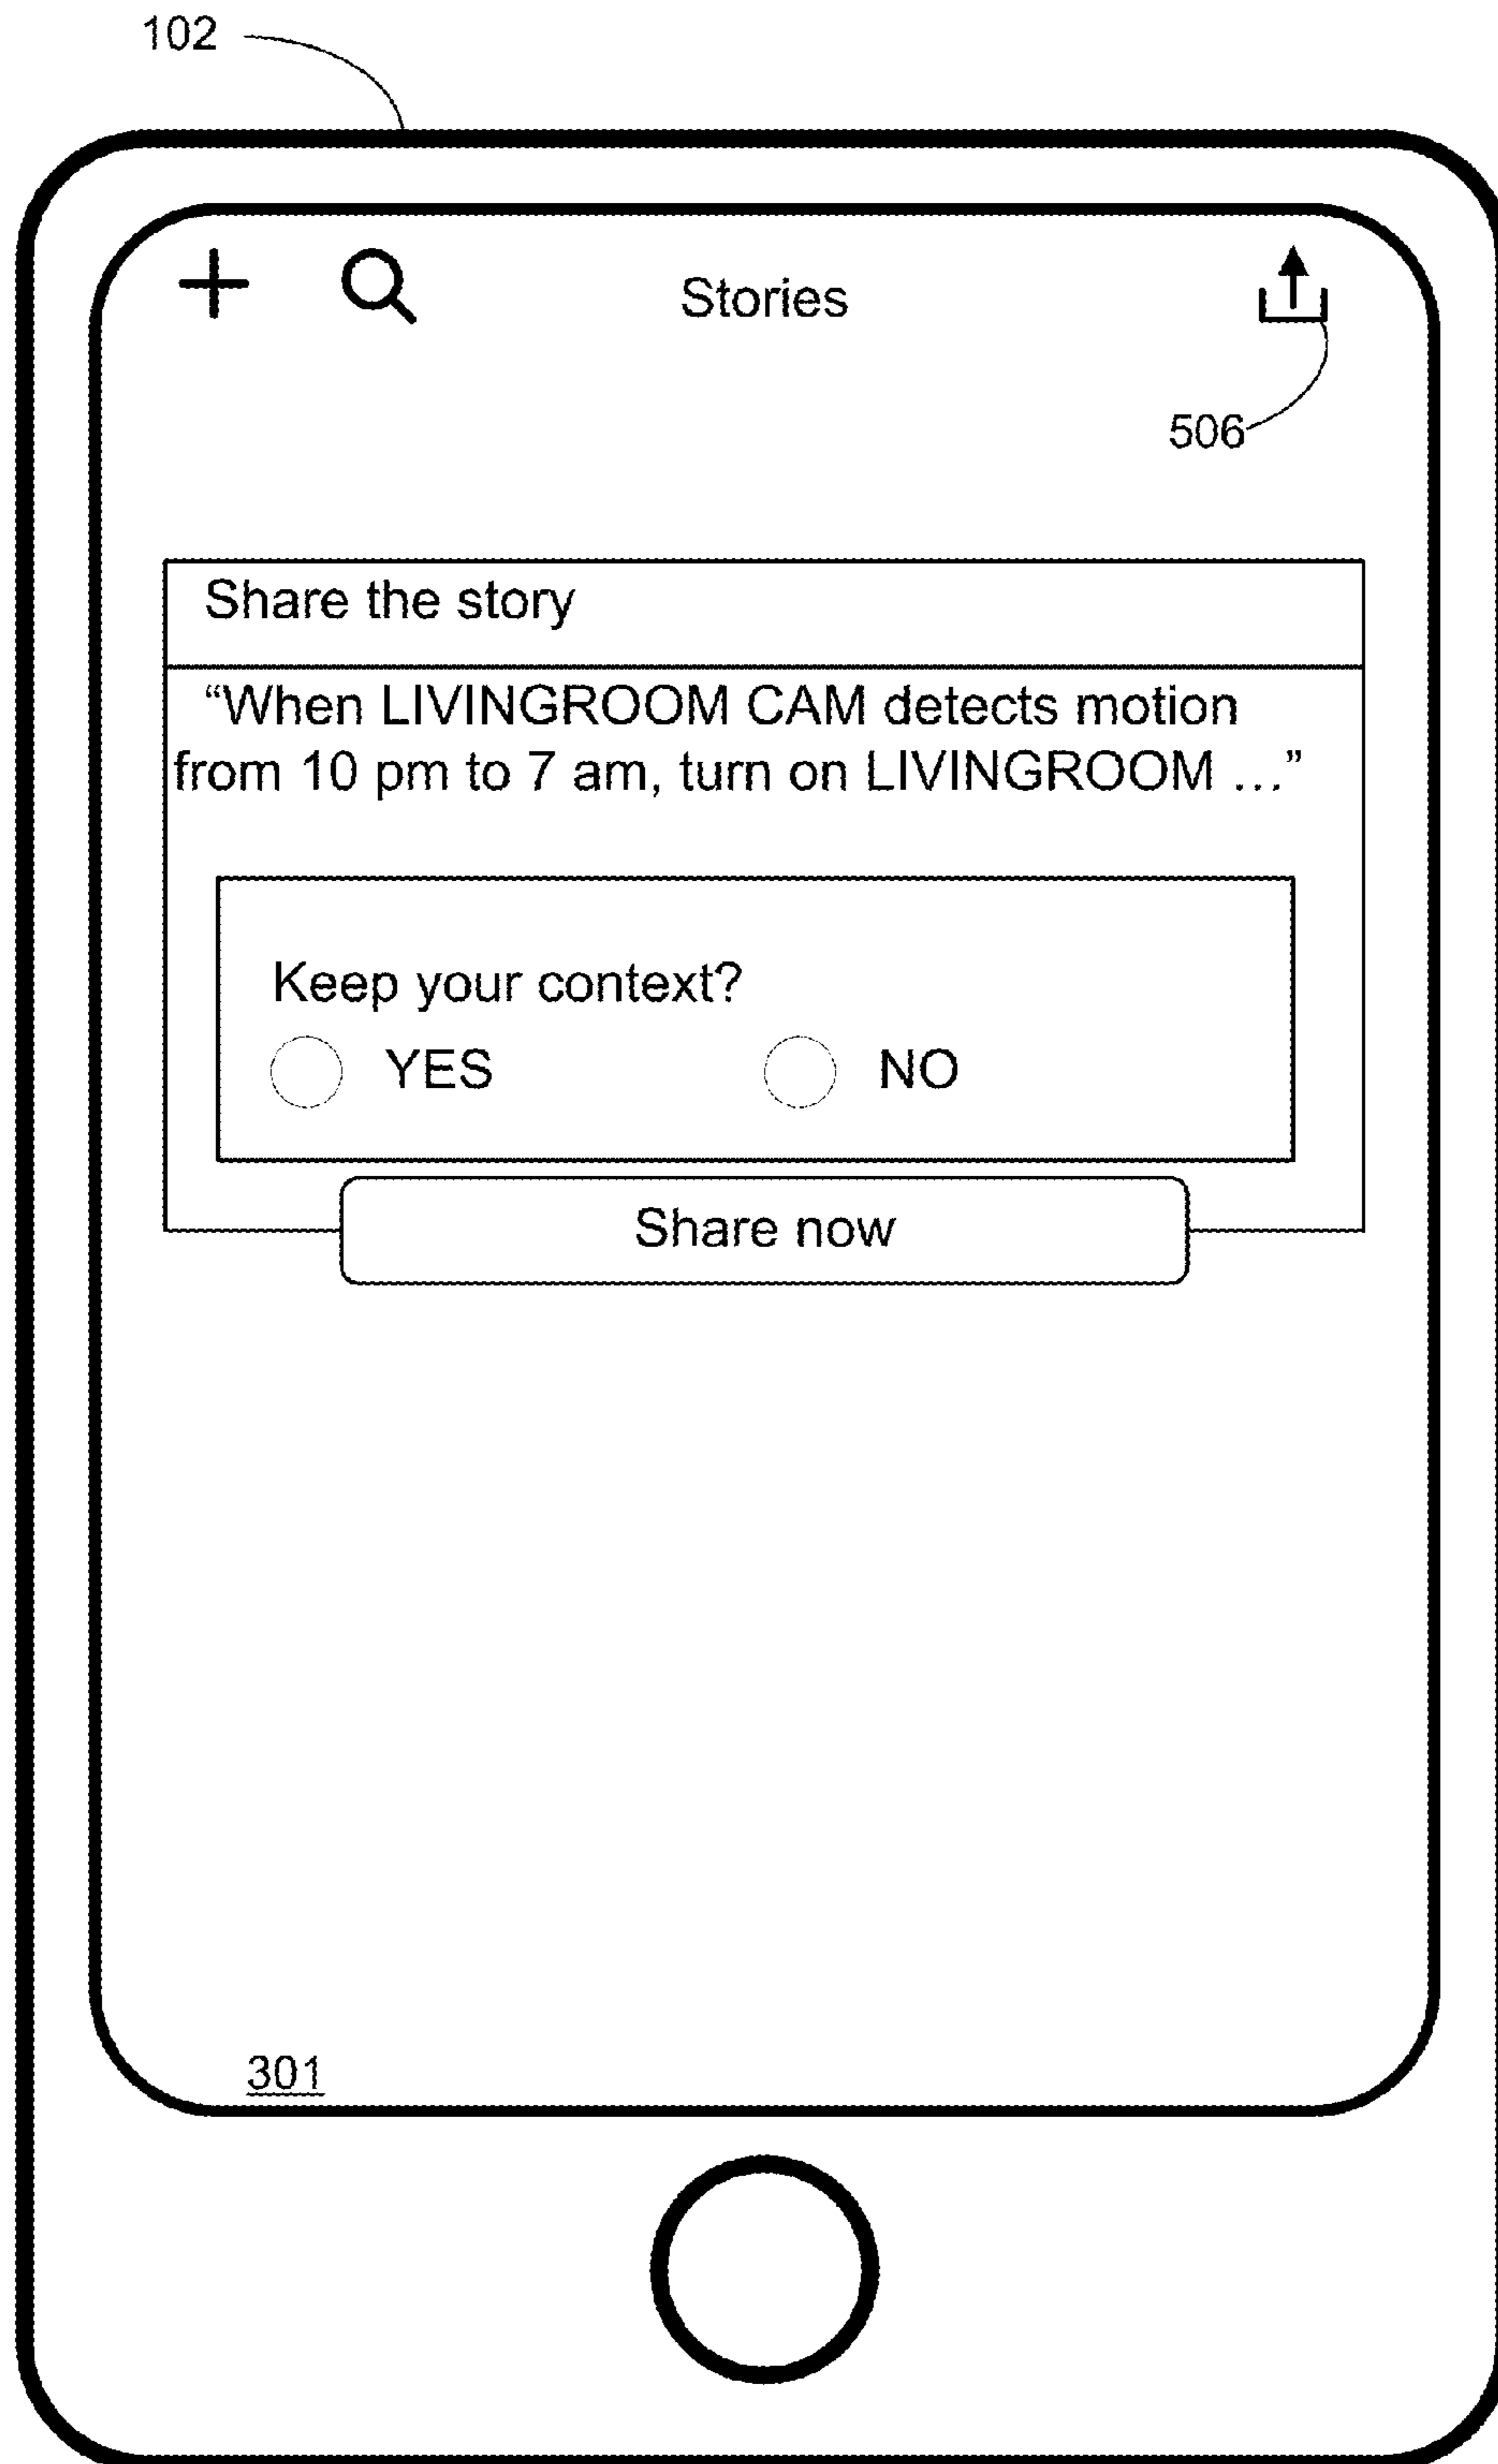 102
Stories
506
Share the story
“When LIVINGROOM CAM detects motion
from 10 pm to 7 am, turn on LIVINGROOM ...”
Keep your context?
YES NO
Share now
301